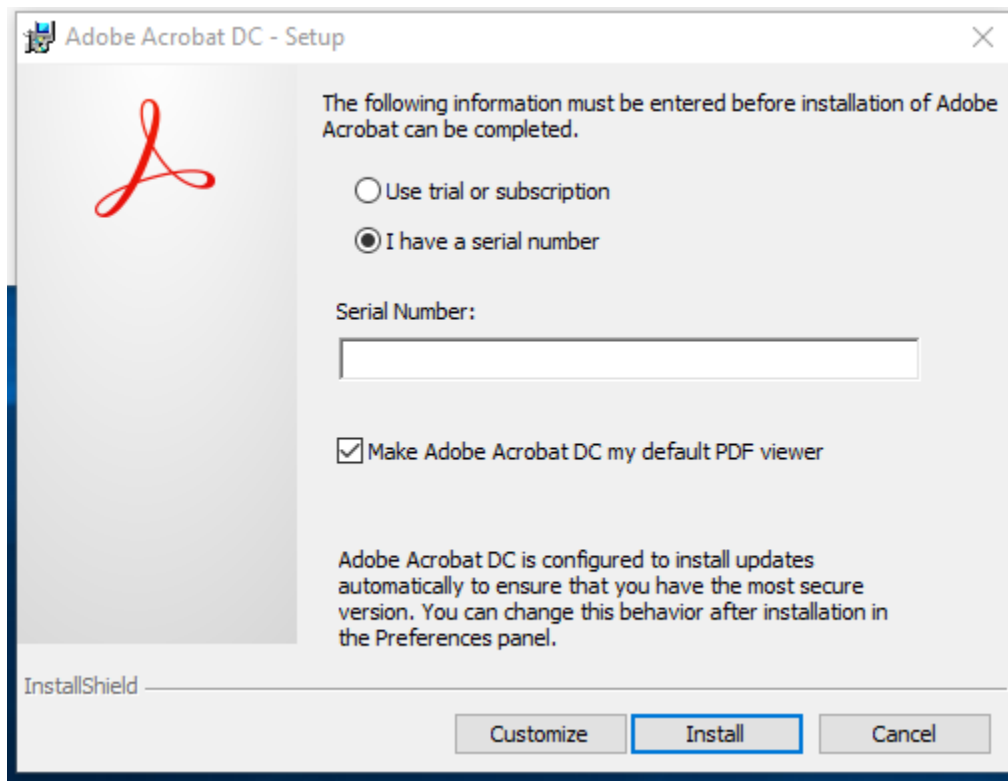 Adobe Acrobat DC - Setup
The following information must be entered before installation of Adobe
Acrobat can be completed.
Use trial or subscription
I have a serial number
Serial Number:
Make Adobe Acrobat DC my default PDF viewer
Adobe Acrobat DC is configured to install updates
automatically to ensure that you have the most secure
version. You can change this behavior after installation in
the Preferences panel.
InstallShield
Customize
Install
Cancel